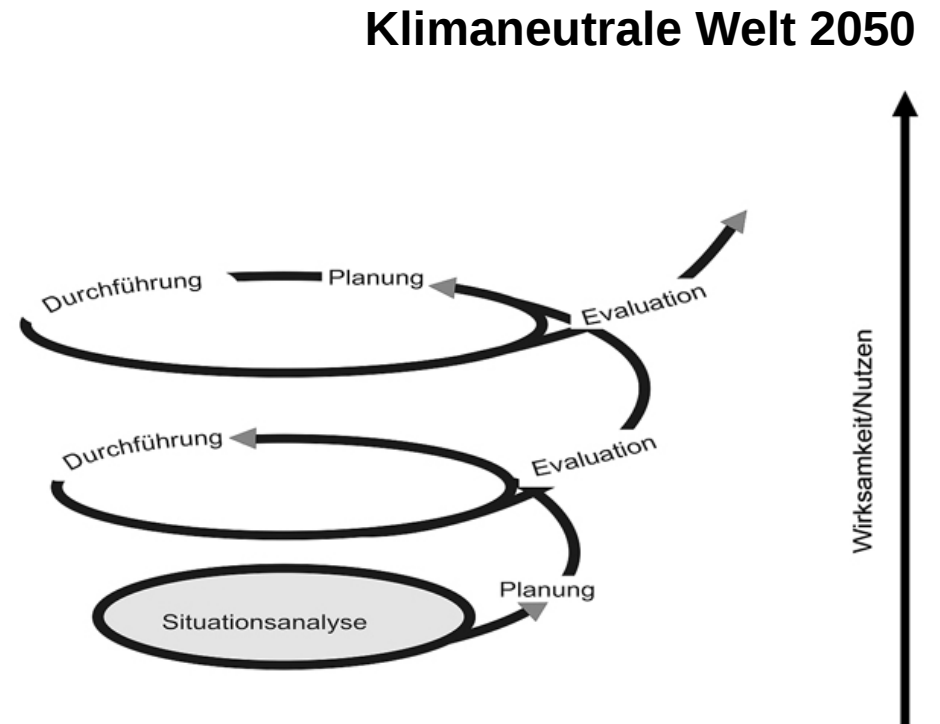 Klimaneutrale Welt 2050
Durchführung
Planung
Evaluation
Durchführung
Evaluation
Planung
Situationsanalyse
Wirksamkeit/Nutzen